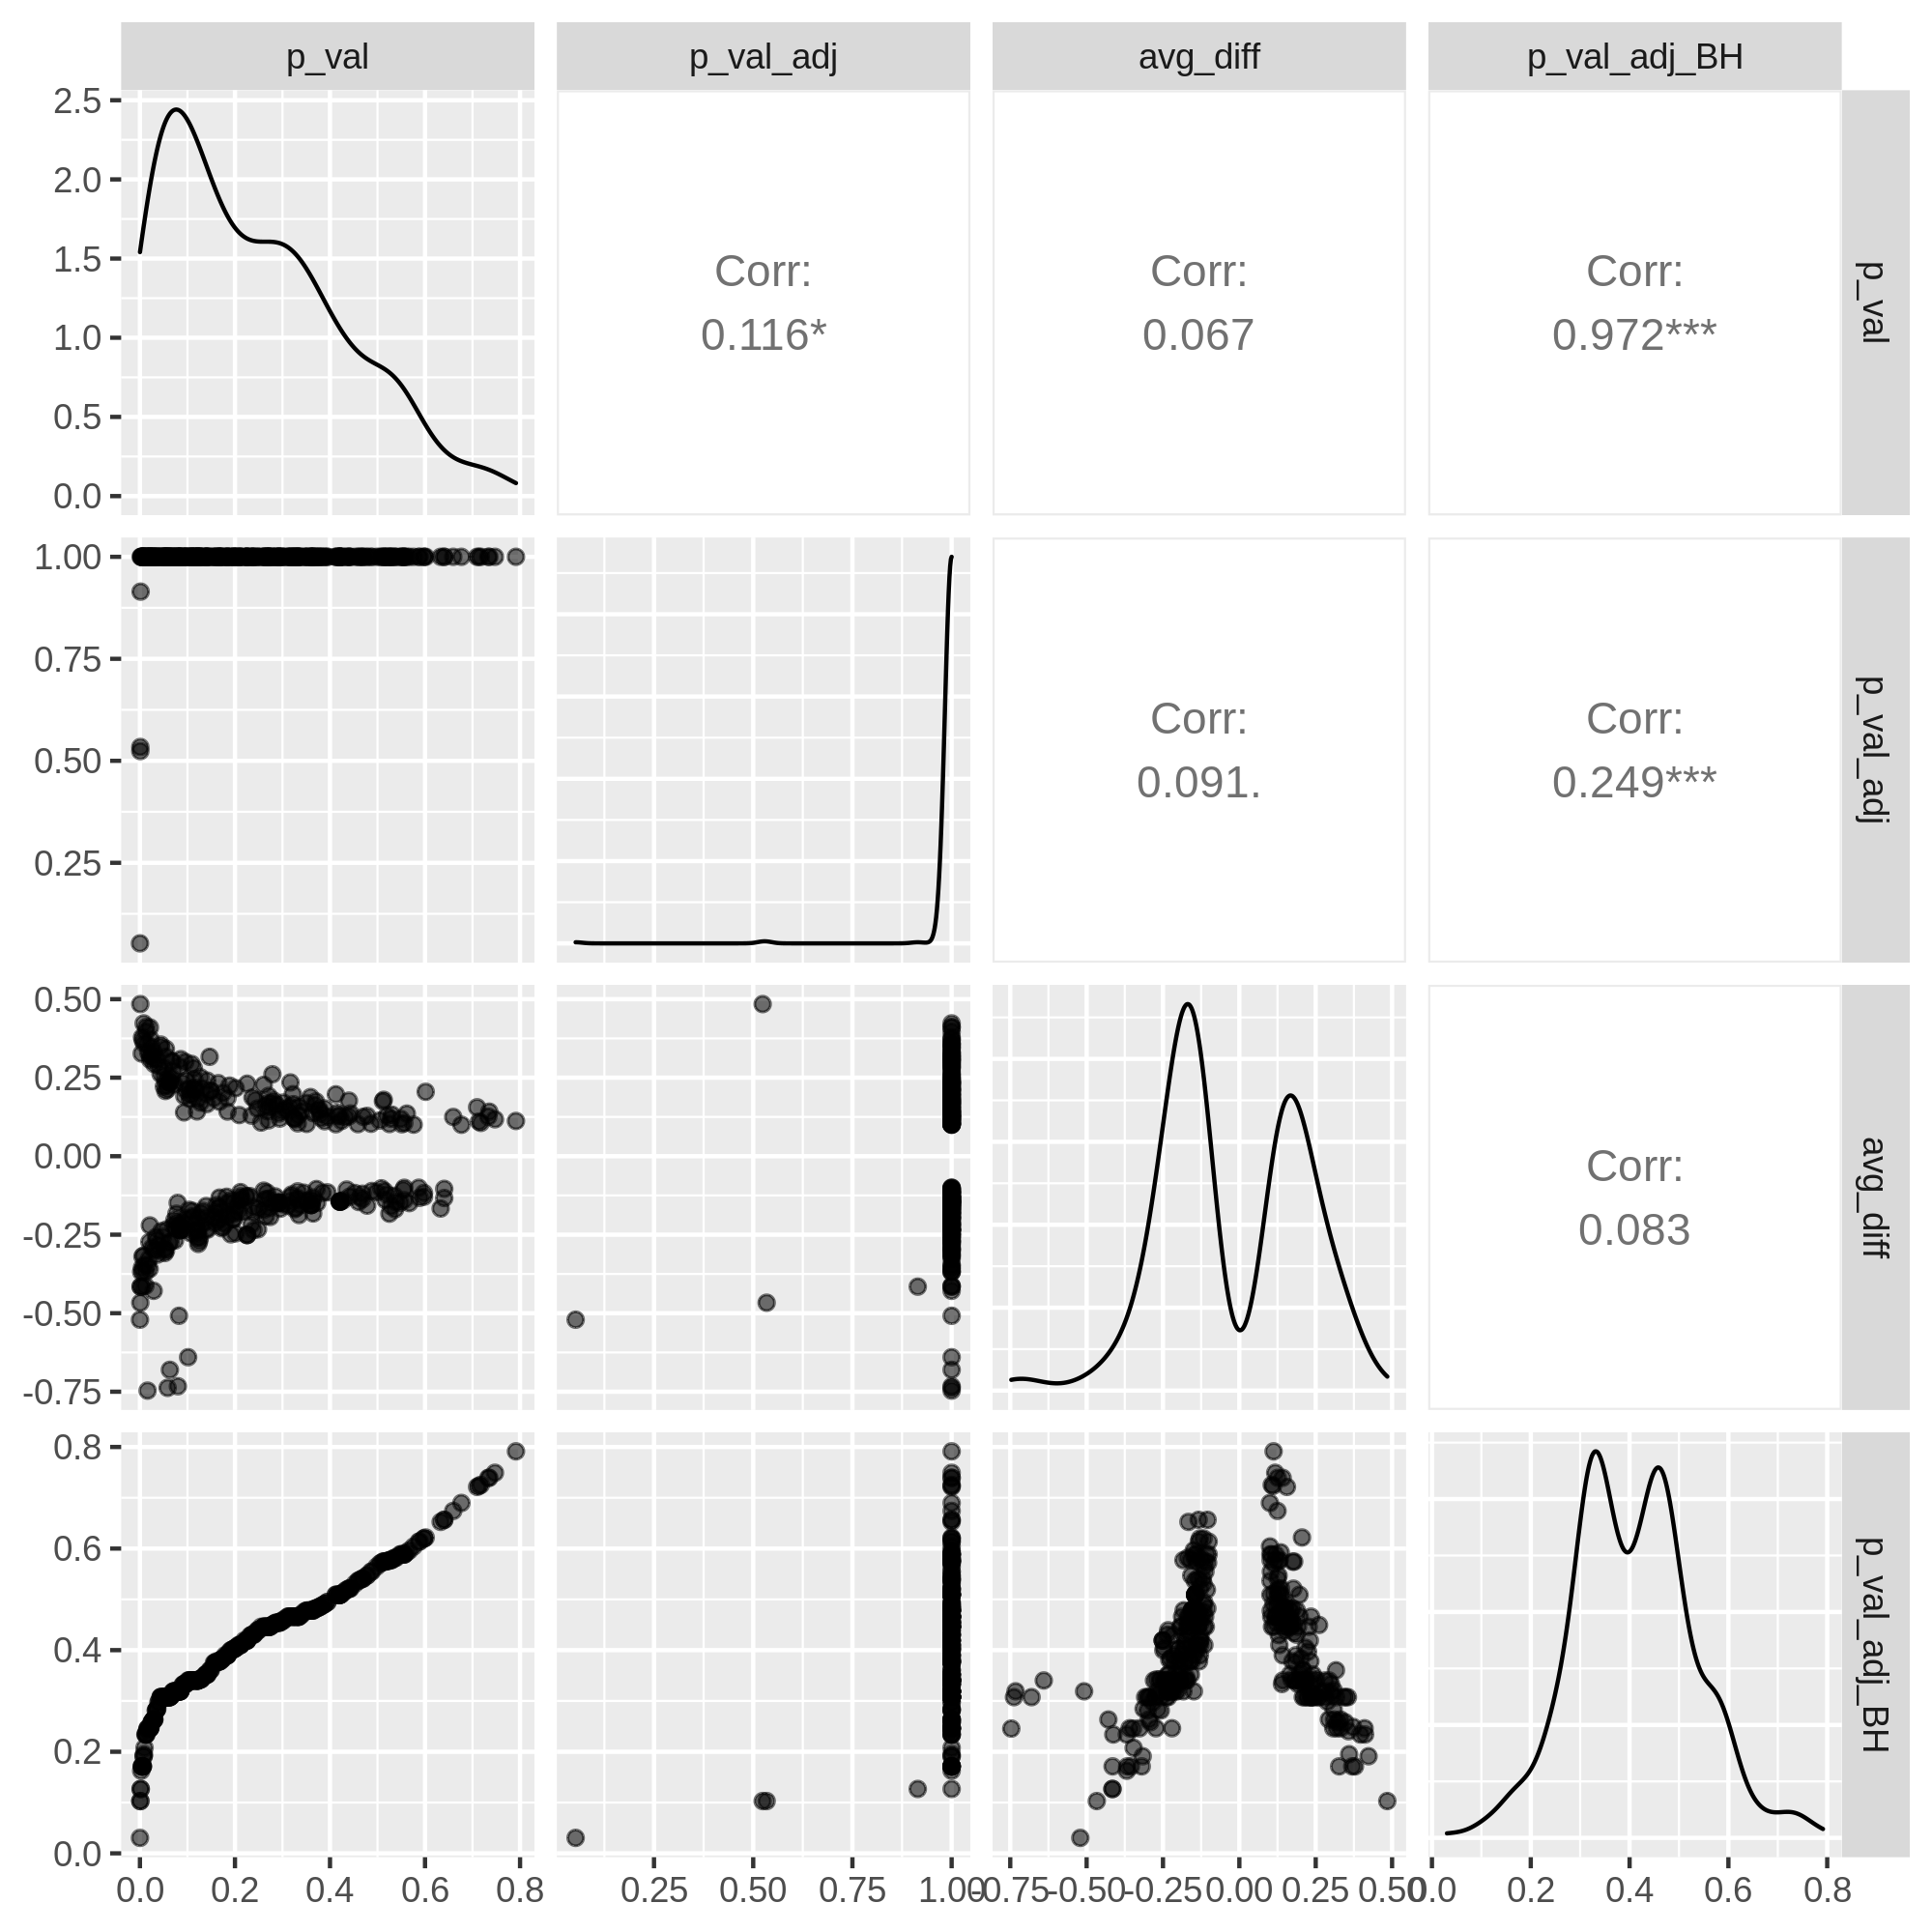 p_val p_val_adj avg_diff p_val_adj_BH
2.5
2.0
1.5
1.0
0.5
0.0
Corr:
0.116*
Corr:
0.067
Corr:
0.972***
p_val
1.00
0.75
0.50
0.25
Corr:
0.091.
Corr:
0.249***
p_val_adj
0.50
0.25
0.00
-0.25
-0.50
-0.75
Corr:
0.083
avg_diff
0.8
0.6
0.4
0.2
0.0
p_val_adj_BH
0.0 0.2 0.4 0.6 0.8
0.25 0.50 0.75 1.00
-0.75 -0.50 -0.25 0.00 0.25 0.50
0.0 0.2 0.4 0.6 0.8